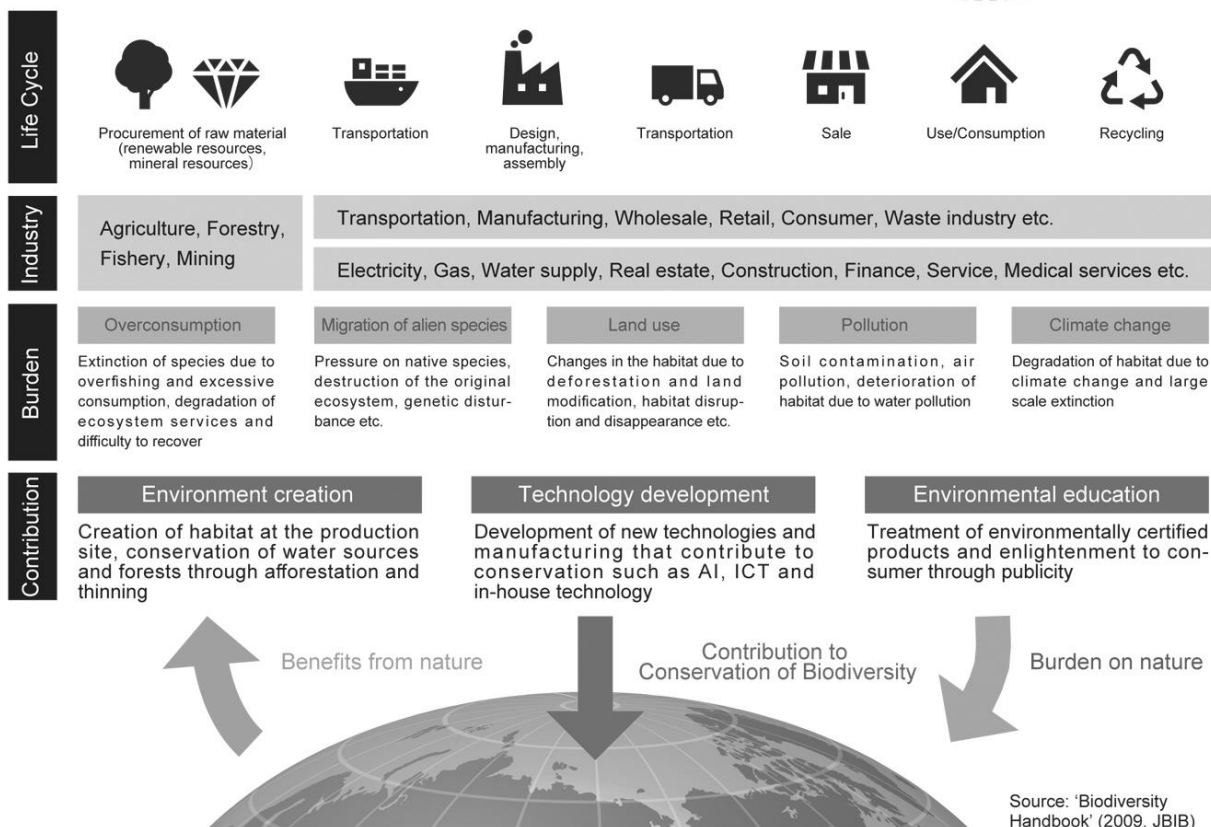 Life Cycle
Procurement of raw material
(renewable resources,
mineral resources)
Transportation
Design,
manufacturing,
assembly
Transportation
Sale
Use/Consumption
Recycling
Industry
Agriculture, Forestry,
Fishery, Mining
Transportation, Manufacturing, Wholesale, Retail, Consumer, Waste industry etc.
Electricity, Gas, Water supply, Real estate, Construction, Finance, Service, Medical services etc.
Burden
Overconsumption
Extinction of species due to
overfishing and excessive
consumption, degradation of
ecosystem services and
difficulty to recover
Migration of alien species
Pressure on native species,
destruction of the original
ecosystem, genetic distur-
bance etc.
Land use
Changes in the habitat due to
deforestation and land
modification, habitat disrup-
tion and disappearance etc.
Pollution
Soil contamination, air
pollution, deterioration of
habitat due to water pollution
Climate change
Degradation of habitat due to
climate change and large
scale extinction
Contribution
Environment creation
Creation of habitat at the production
site, conservation of water sources
and forests through afforestation and
thinning
Technology development
Development of new technologies and
manufacturing that contribute to
conservation such as AI, ICT and
in-house technology
Environmental education
Treatment of environmentally certified
products and enlightenment to con-
sumer through publicity
Benefits from nature
Contribution to
Conservation of Biodiversity
Burden on nature
Source: ‘Biodiversity
Handbook’ (2009, JBIB)